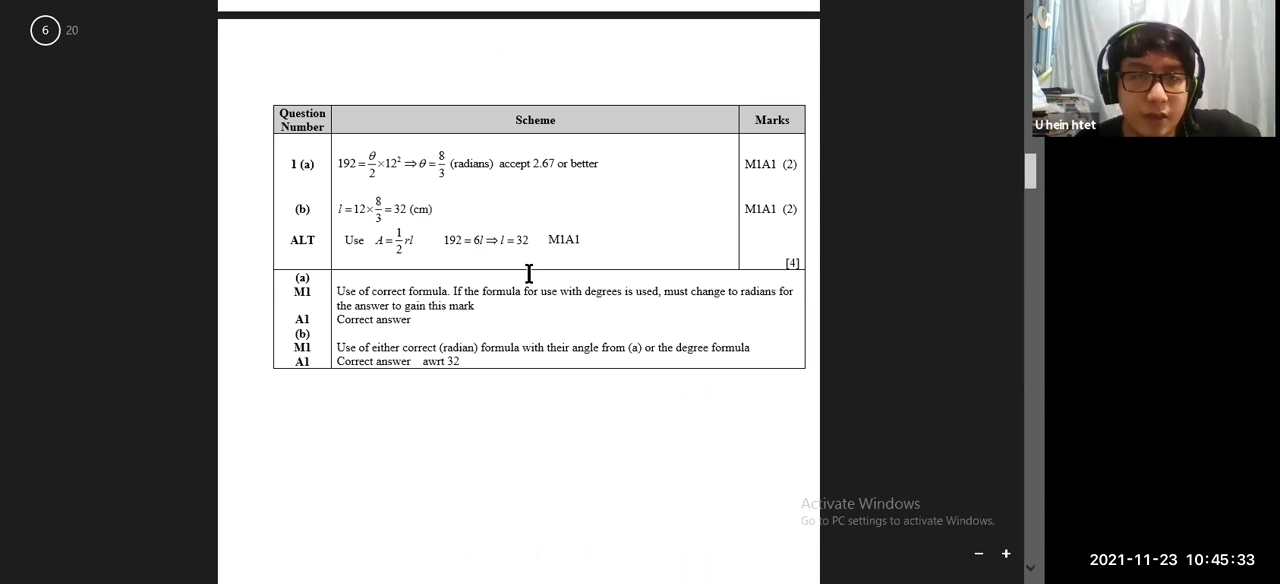 6 20
U hein htet
Question Number Scheme Marks
1 (a) 192 = θ/2 × 12² ⇒ θ = 8/3 (radians) accept 2.67 or better M1A1 (2)
(b) l = 12 × 8/3 = 32 (cm) M1A1 (2)
ALT Use A = 1/2 rl 192 = 6l ⇒ l = 32 M1A1
[4]
(a)
M1 Use of correct formula. If the formula for use with degrees is used, must change to radians for
the answer to gain this mark
A1 Correct answer
(b)
M1 Use of either correct (radian) formula with their angle from (a) or the degree formula
A1 Correct answer awrt 32
Activate Windows
Go to PC settings to activate Windows.
− +
2021-11-23 10:45:33